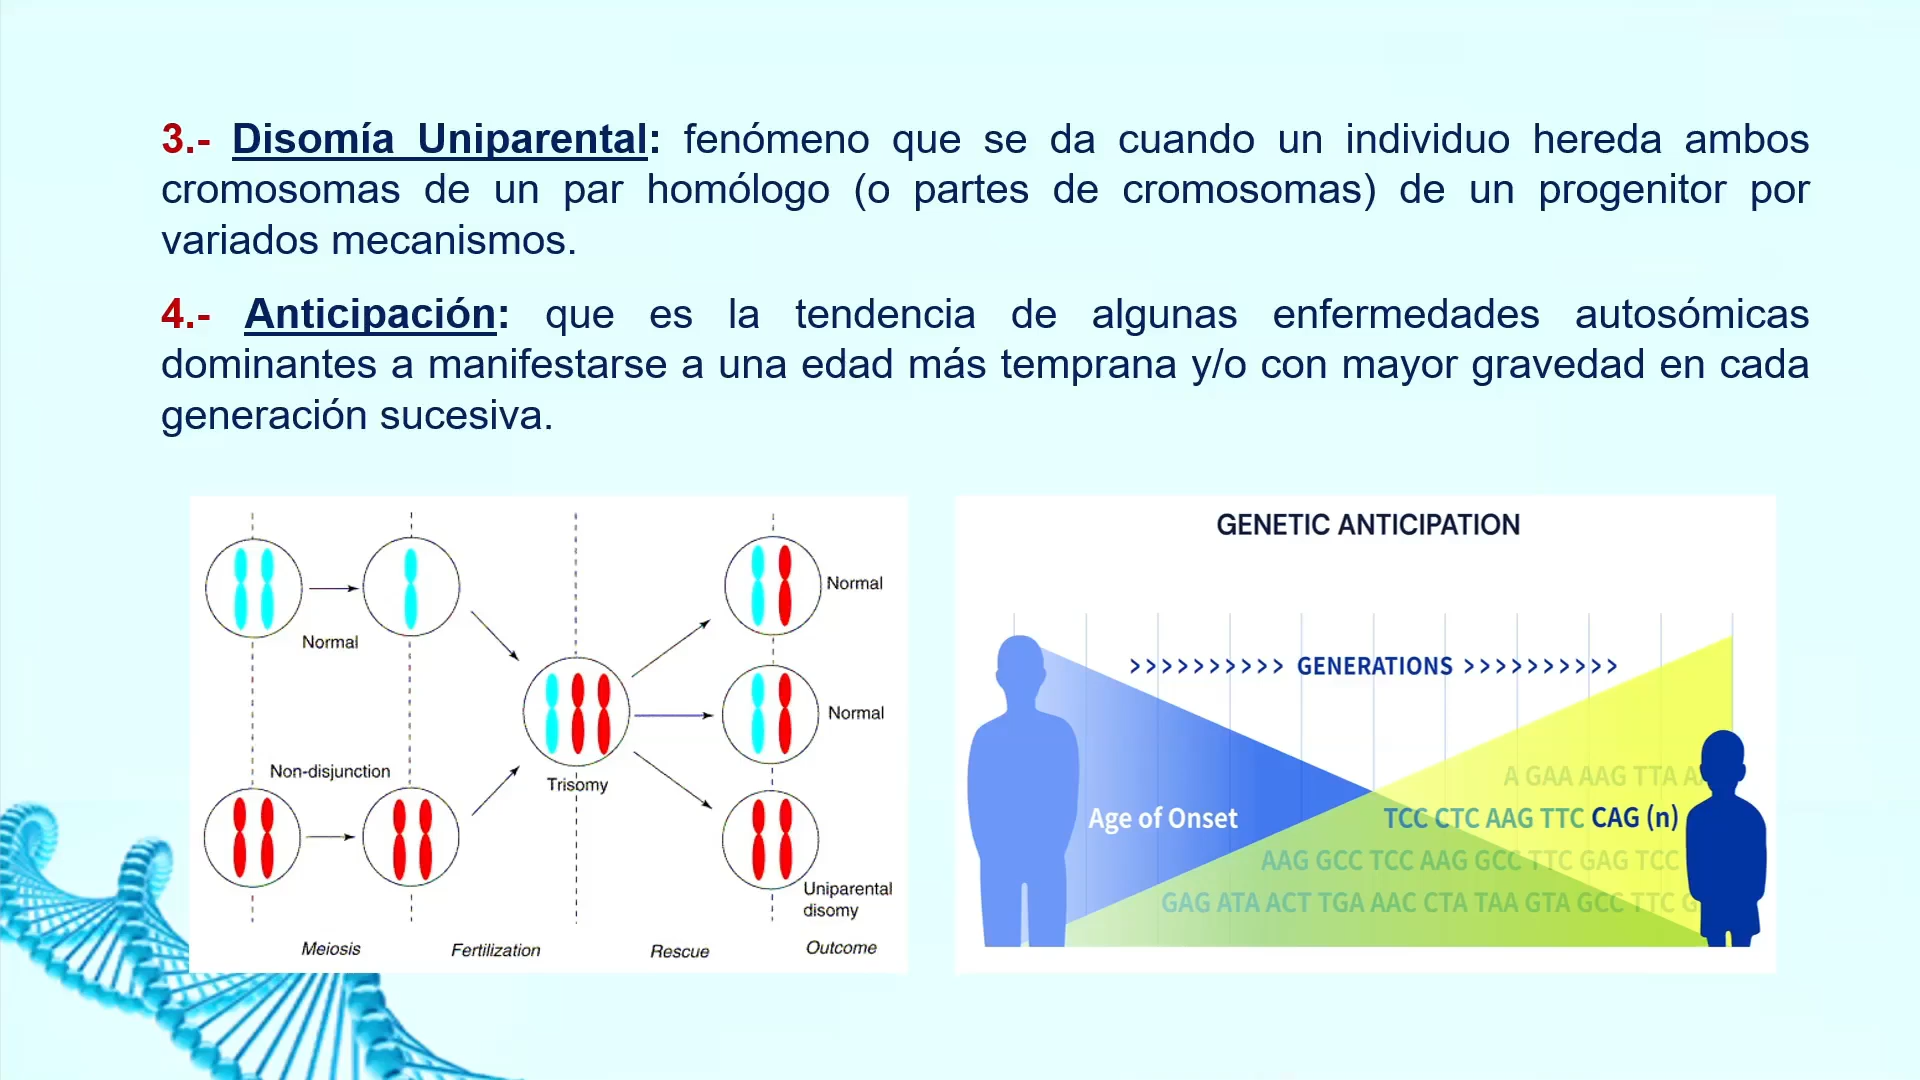 3.- Disomía Uniparental: fenómeno que se da cuando un individuo hereda ambos
cromosomas de un par homólogo (o partes de cromosomas) de un progenitor por
variados mecanismos.
4.- Anticipación: que es la tendencia de algunas enfermedades autosómicas
dominantes a manifestarse a una edad más temprana y/o con mayor gravedad en cada
generación sucesiva.
Normal
Normal
Non-disjunction
Trisomy
Normal
Uniparental
disomy
Meiosis
Fertilization
Rescue
Outcome
GENETIC ANTICIPATION
>>>>>>>>>> GENERATIONS >>>>>>>>>>
A GAA AAG TTA
Age of Onset
TCC CTC AAG TTC CAG (n)
AAG GCC TCC AAG GCC TTC GAG TCC
GAG ATA ACT TGA AAC CTA TAA GTA GCC TTC G